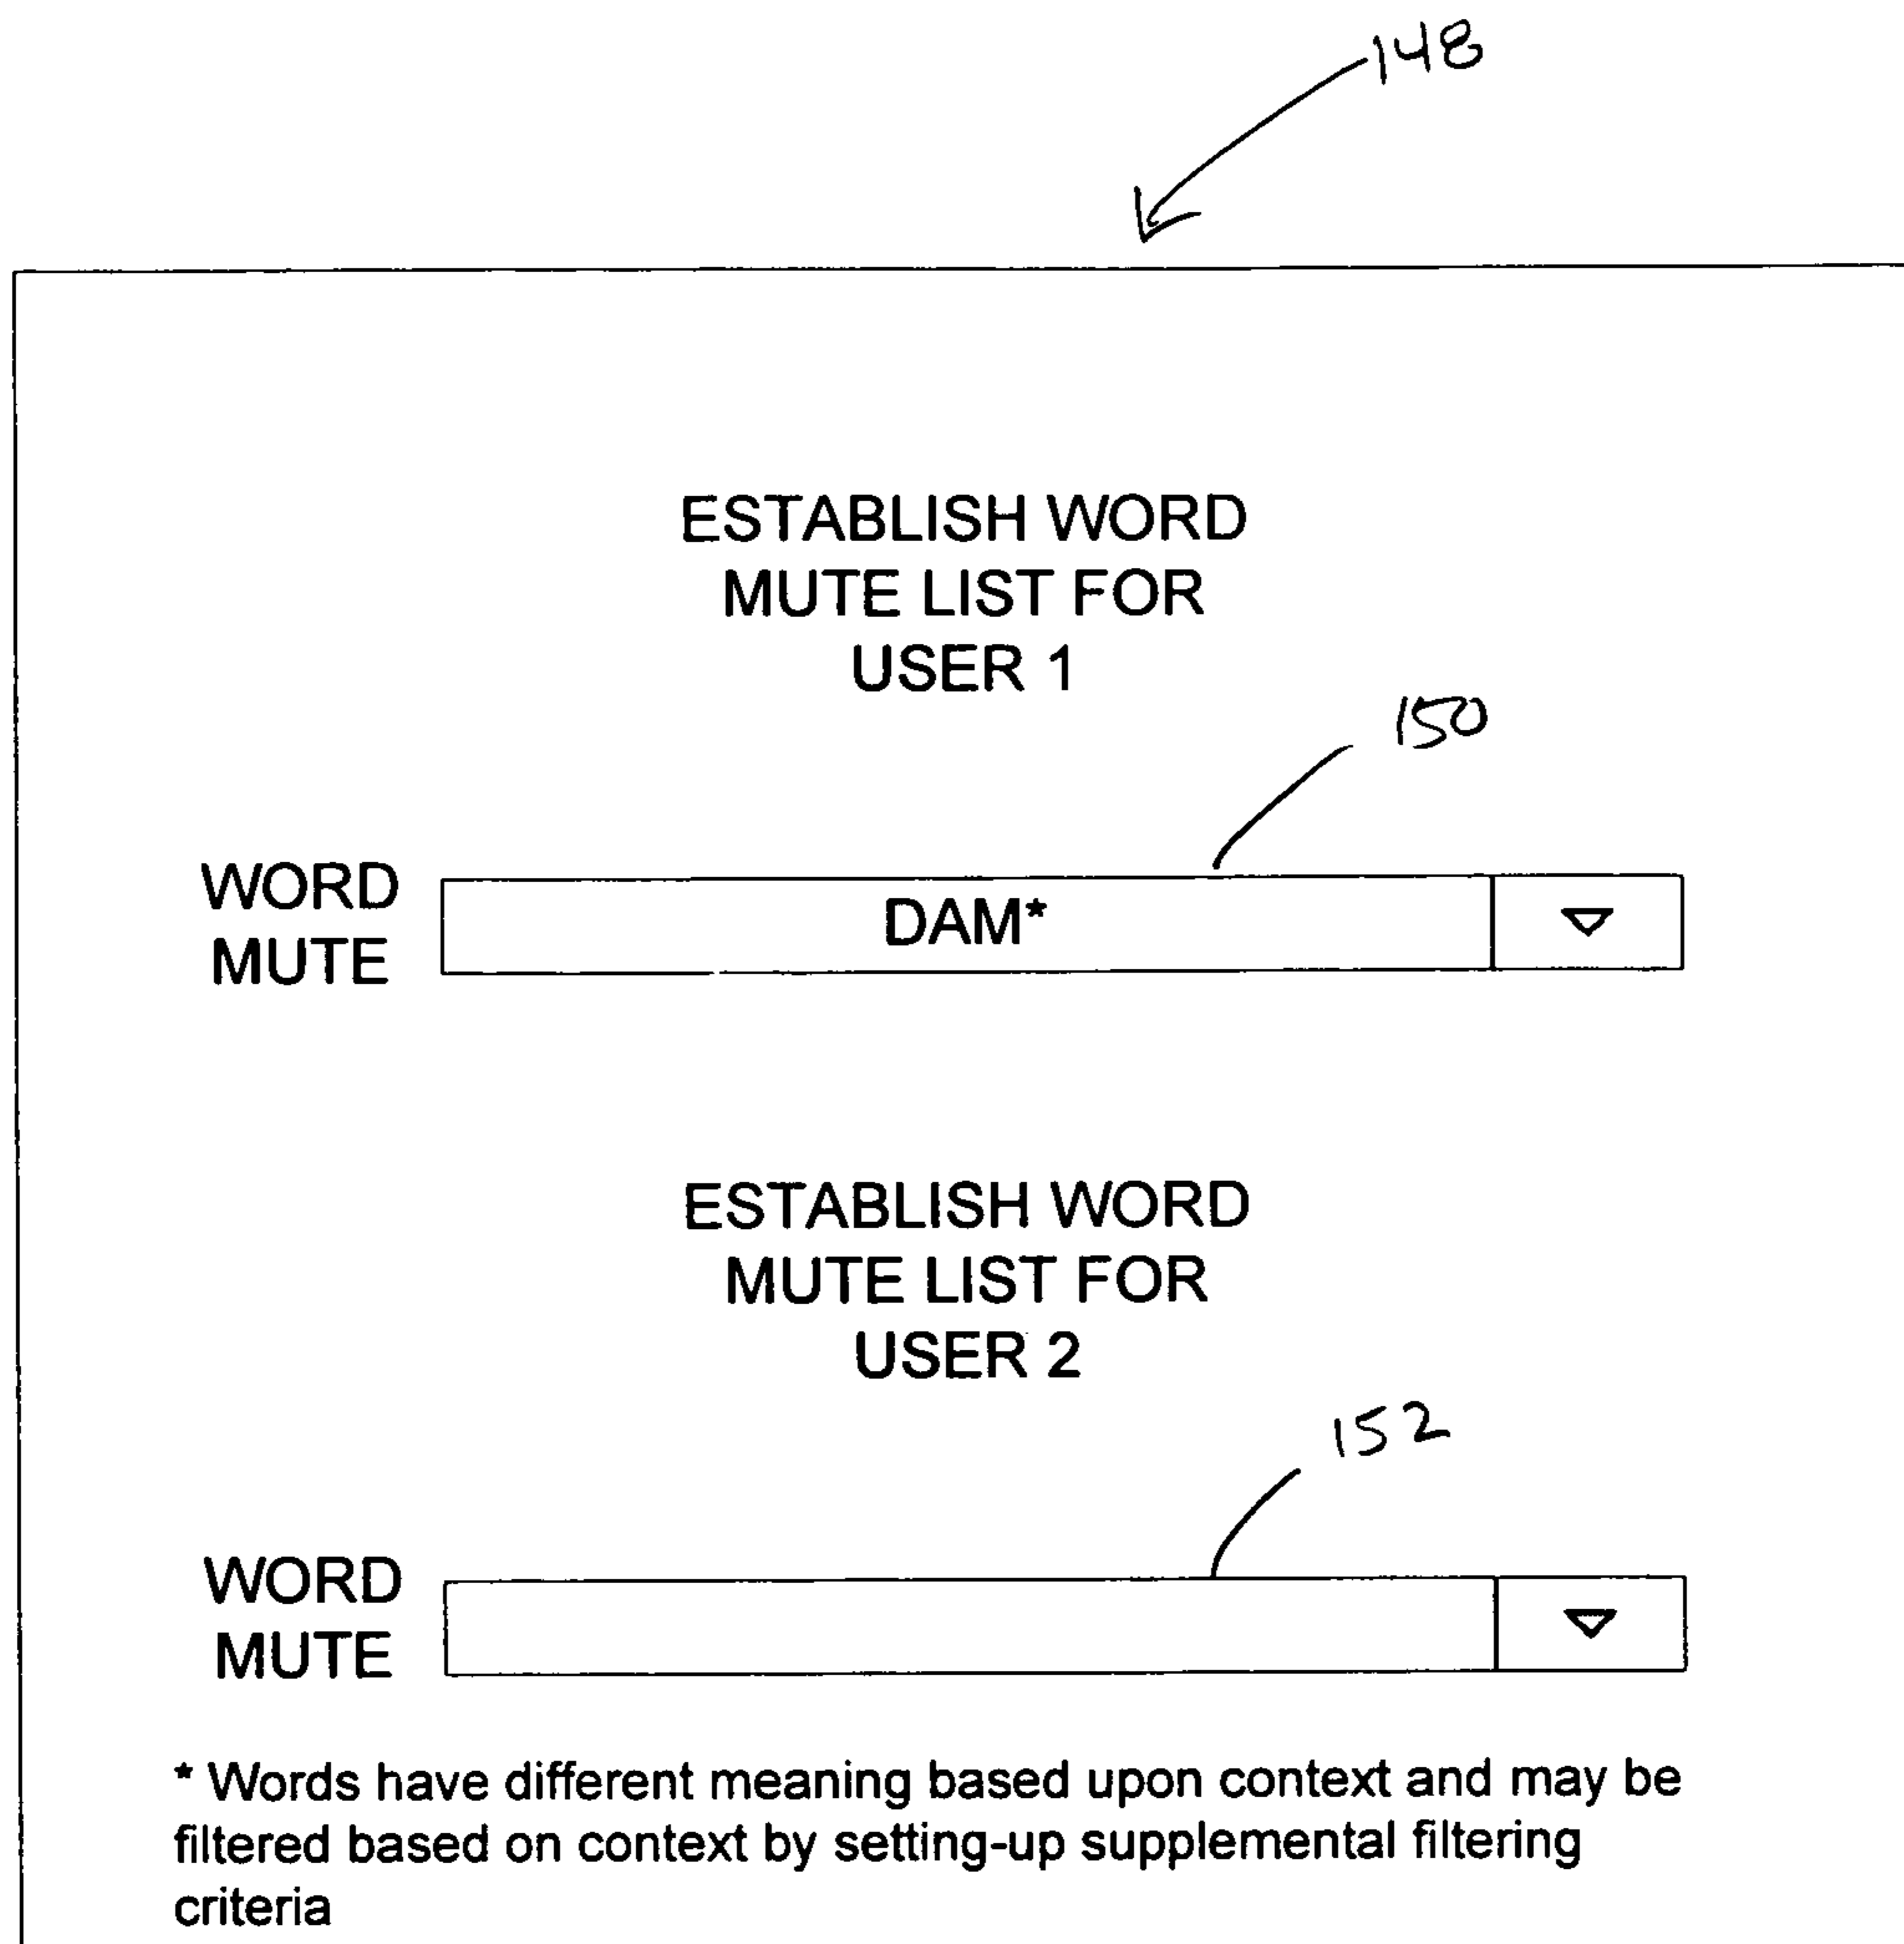 148
ESTABLISH WORD
MUTE LIST FOR
USER 1
150
WORD
MUTE
DAM*
ESTABLISH WORD
MUTE LIST FOR
USER 2
152
WORD
MUTE
* Words have different meaning based upon context and may be
filtered based on context by setting-up supplemental filtering
criteria